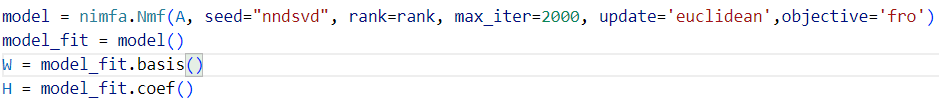 model = nimfa.Nmf(A, seed="nndsvd", rank=rank, max_iter=2000, update='euclidean',objective='fro')
model_fit = model()
W = model_fit.basis()
H = model_fit.coef()